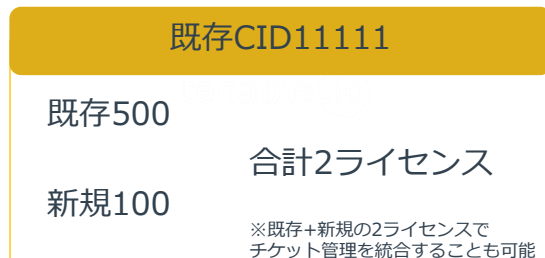 既存CID11111
既存500
合計2ライセンス
新規100
※既存+新規の2ライセンスで
チケット管理を統合することも可能